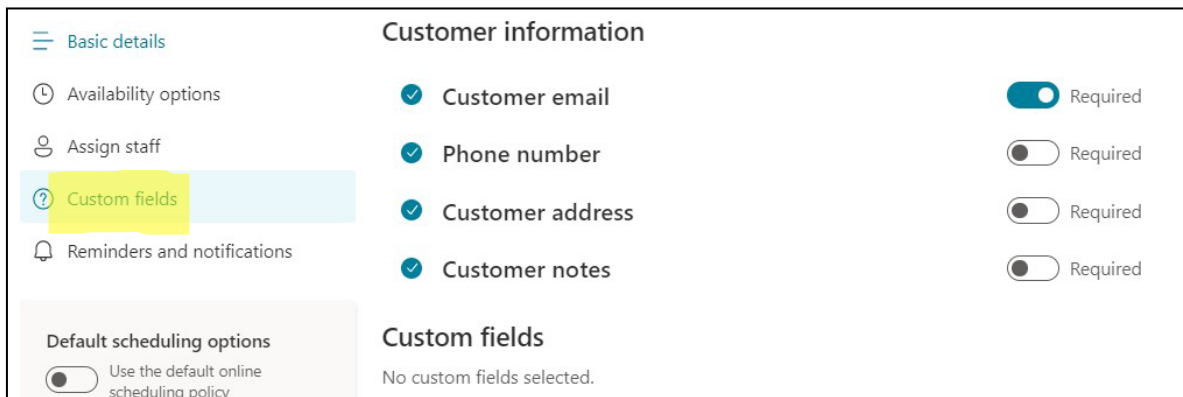 Basic details
Availability options
Assign staff
Custom fields
Reminders and notifications
Default scheduling options
Use the default online
scheduling policy
Customer information
Customer email Required
Phone number Required
Customer address Required
Customer notes Required
Custom fields
No custom fields selected.